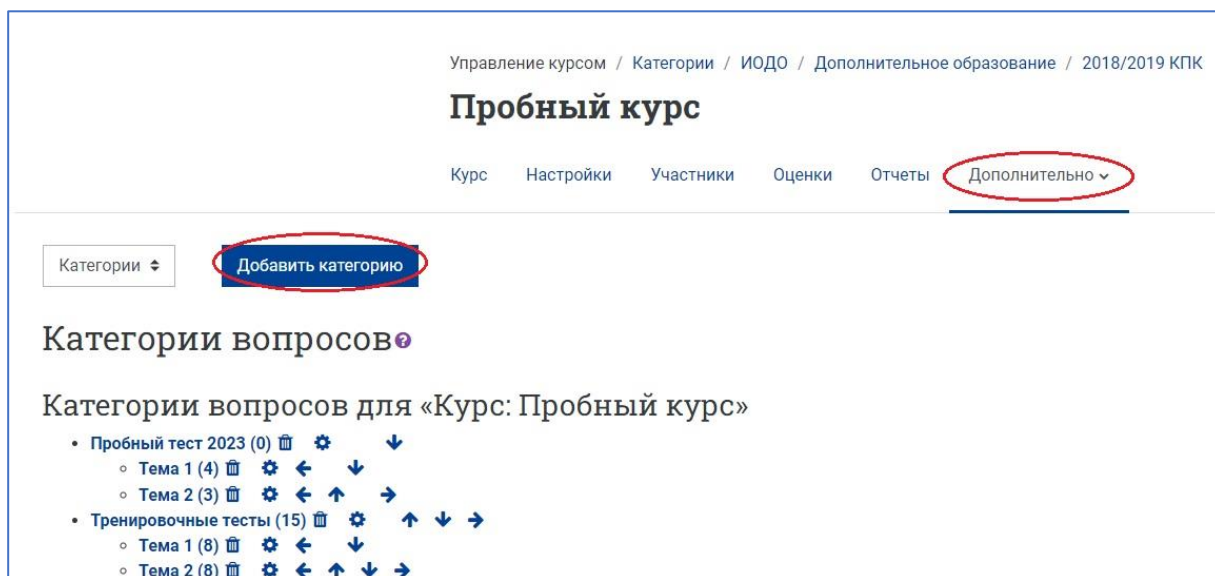 Управление курсом / Категории / ИОДО / Дополнительное образование / 2018/2019 КПК
Пробный курс
Курс Настройки Участники Оценки Отчеты Дополнительно
Категории Добавить категорию
Категории вопросов
Категории вопросов для «Курс: Пробный курс»
Пробный тест 2023 (0)
Тема 1 (4)
Тема 2 (3)
Тренировочные тесты (15)
Тема 1 (8)
Тема 2 (8)